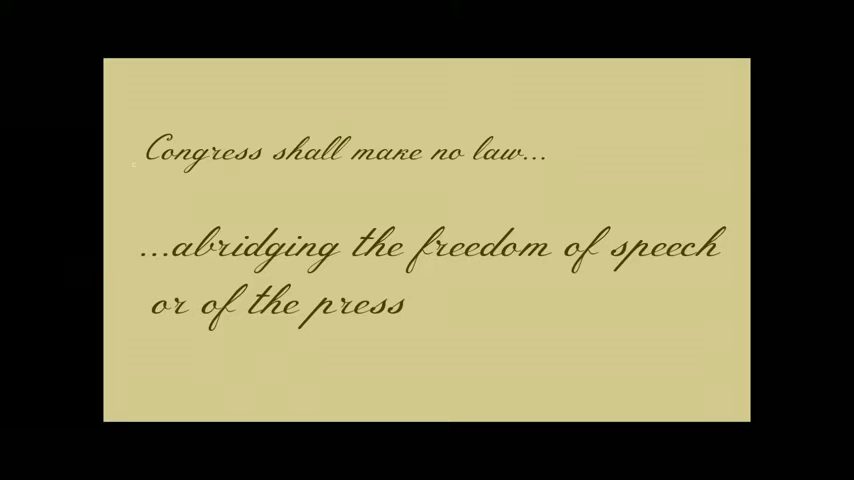 Congress shall make no law...
...abridging the freedom of speech
or of the press